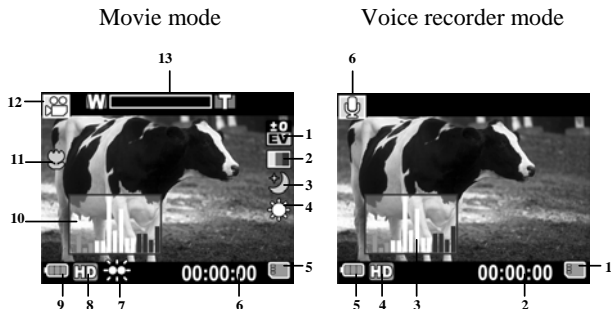 Movie mode Voice recorder mode
13 6
12 W T
±0
EV 1
2
11 3
4
10
HD 00:00:00 5 HD 00:00:00 1
9 8 7 6 5 4 3 2